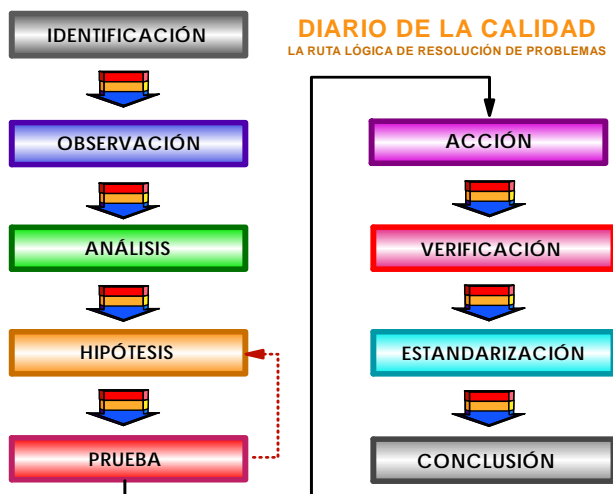 DIARIO DE LA CALIDAD
LA RUTA LÓGICA DE RESOLUCIÓN DE PROBLEMAS
IDENTIFICACIÓN
OBSERVACIÓN
ANÁLISIS
HIPÓTESIS
PRUEBA
ACCIÓN
VERIFICACIÓN
ESTANDARIZACIÓN
CONCLUSIÓN